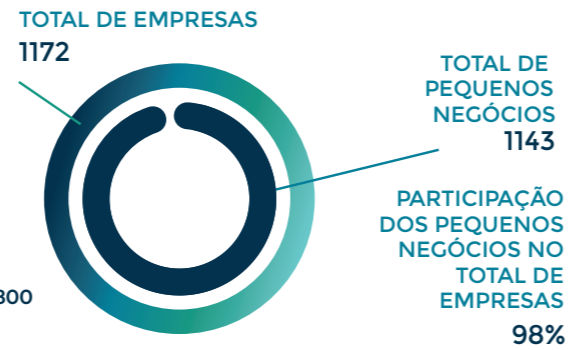 TOTAL DE EMPRESAS
1172
TOTAL DE
PEQUENOS
NEGÓCIOS
1143
PARTICIPAÇÃO
DOS PEQUENOS
NEGÓCIOS NO
TOTAL DE
EMPRESAS
98%